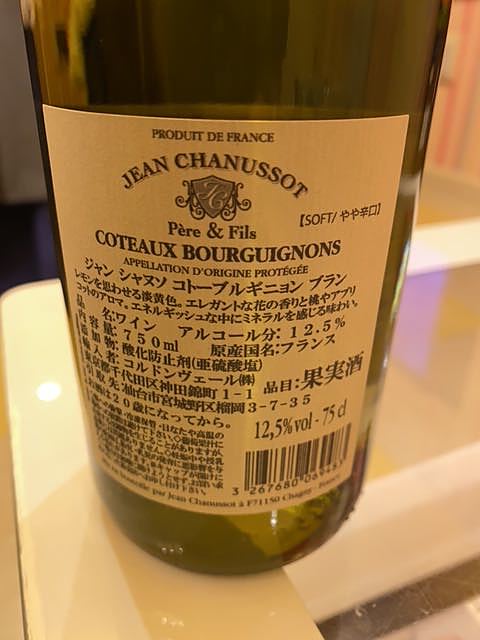 PRODUIT DE FRANCE
JEAN CHANUSSOT
JC
Père & Fils
【SOFT/ やや辛口】
COTEAUX BOURGUIGNONS
APPELLATION D'ORIGINE PROTÉGÉE
ジャン シャヌソ コトーブルギニョン ブラン
レモンを思わせる淡黄色。エレガントな花の香りと桃やアプリ
コットのアロマ。エネルギッシュな中にミネラルを感じる味わい。
品 名:ワイン アルコール分: 12.5%
内容量:750ml 原産国名:フランス
添加物:酸化防止剤(亜硫酸塩)
者:コルドンヴェール㈱
東京都千代田区神田錦町1-1 品目:果実酒
引取先:仙台市宮城野区榴岡3-7-35
お酒は20歳になってから。
12,5% vol - 75 cl
Mis en bouteille par Jean Chanussot à F71150 Chagny